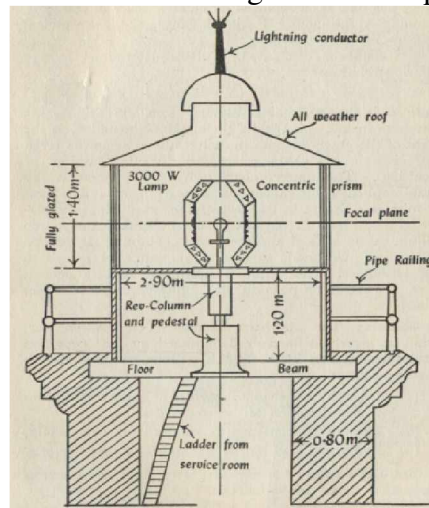 Lightning conductor
All weather roof
3000 W
Lamp
Concentric prism
Fully glazed
1·40m
Focal plane
Pipe Railing
2·90m
Rev-Column
and pedestal
1·20 m
Floor
Beam
Ladder from
service room
0·80m